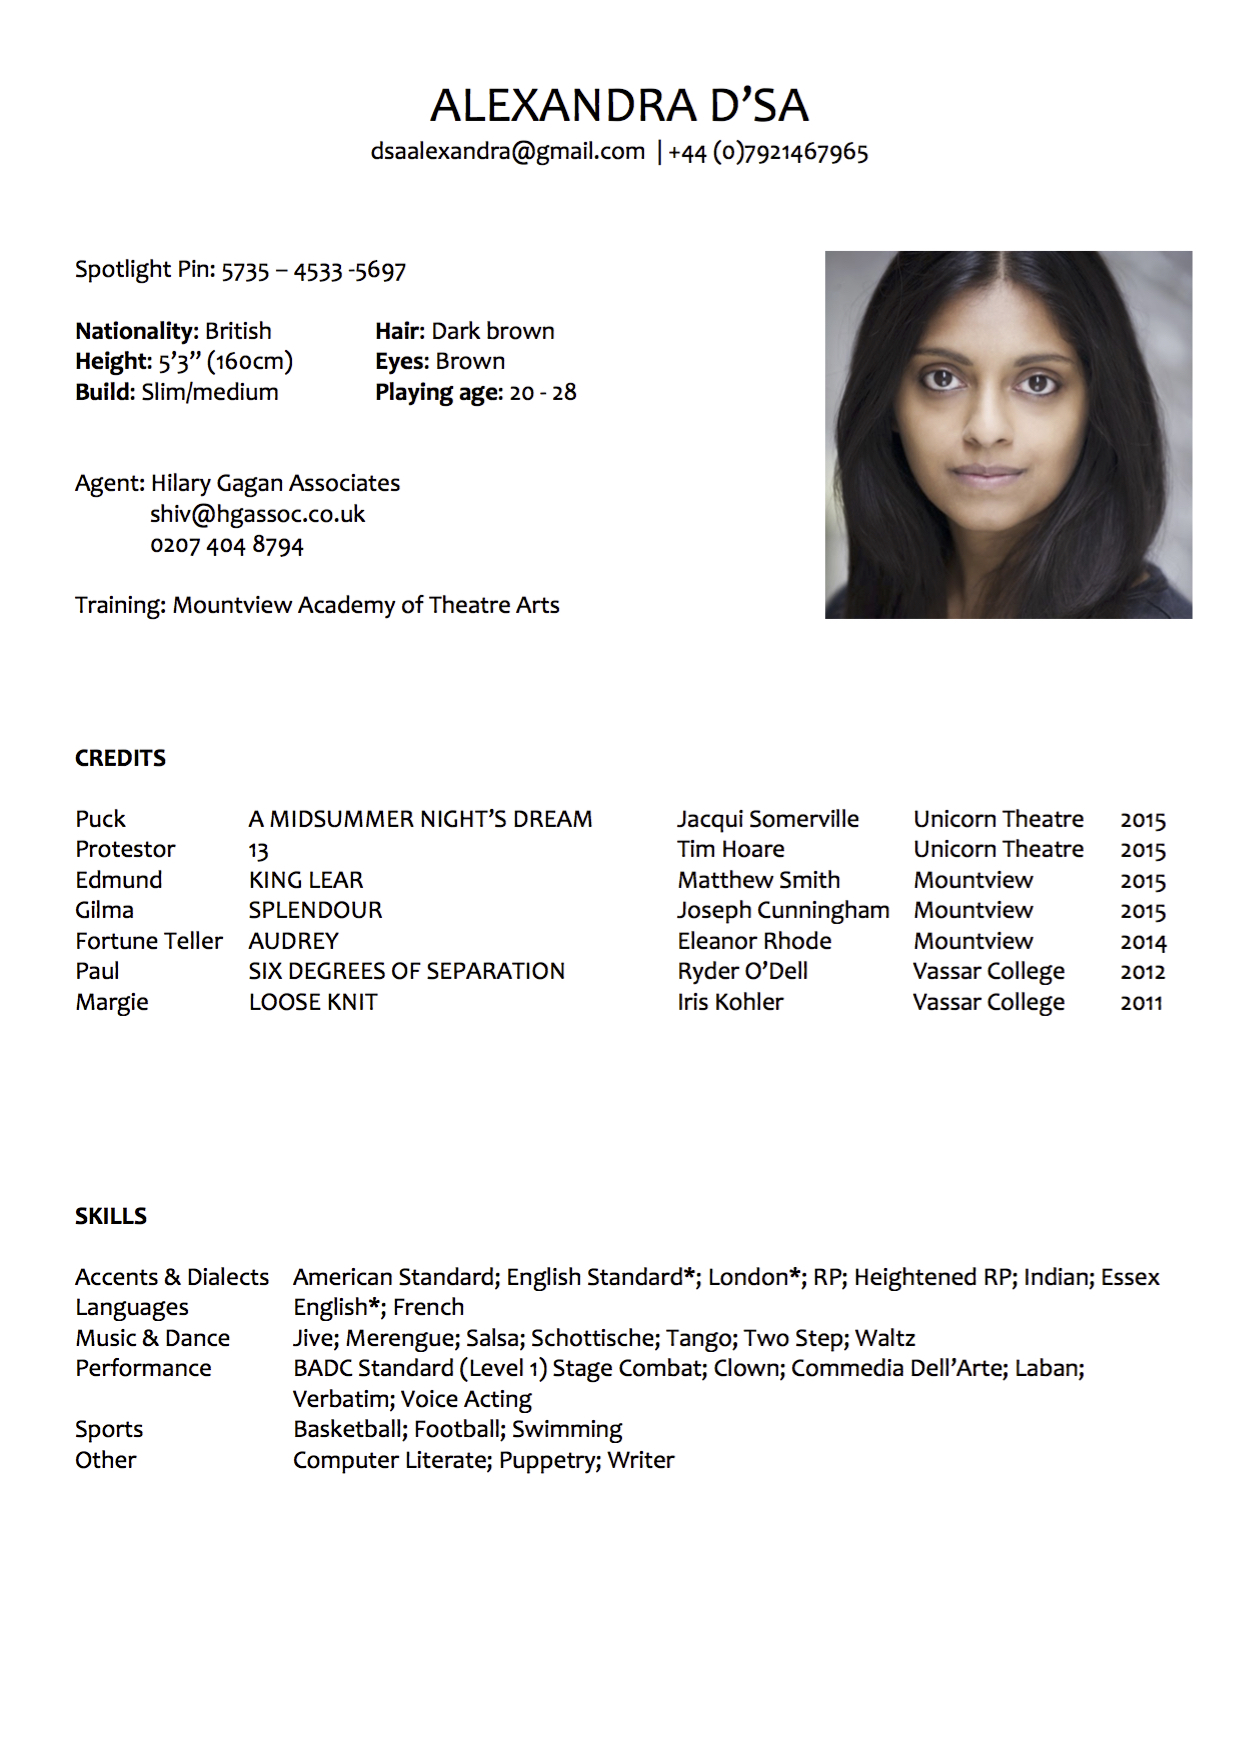 ALEXANDRA D’SA
dsaalexandra@gmail.com | +44 (0)7921467965
Spotlight Pin: 5735 – 4533 -5697
Nationality: British Hair: Dark brown
Height: 5’3” (160cm) Eyes: Brown
Build: Slim/medium Playing age: 20 - 28
Agent: Hilary Gagan Associates
shiv@hgassoc.co.uk
0207 404 8794
Training: Mountview Academy of Theatre Arts
CREDITS
Puck A MIDSUMMER NIGHT’S DREAM Jacqui Somerville Unicorn Theatre 2015
Protestor 13 Tim Hoare Unicorn Theatre 2015
Edmund KING LEAR Matthew Smith Mountview 2015
Gilma SPLENDOUR Joseph Cunningham Mountview 2015
Fortune Teller AUDREY Eleanor Rhode Mountview 2014
Paul SIX DEGREES OF SEPARATION Ryder O’Dell Vassar College 2012
Margie LOOSE KNIT Iris Kohler Vassar College 2011
SKILLS
Accents & Dialects American Standard; English Standard*; London*; RP; Heightened RP; Indian; Essex
Languages English*; French
Music & Dance Jive; Merengue; Salsa; Schottische; Tango; Two Step; Waltz
Performance BADC Standard (Level 1) Stage Combat; Clown; Commedia Dell’Arte; Laban;
Verbatim; Voice Acting
Sports Basketball; Football; Swimming
Other Computer Literate; Puppetry; Writer